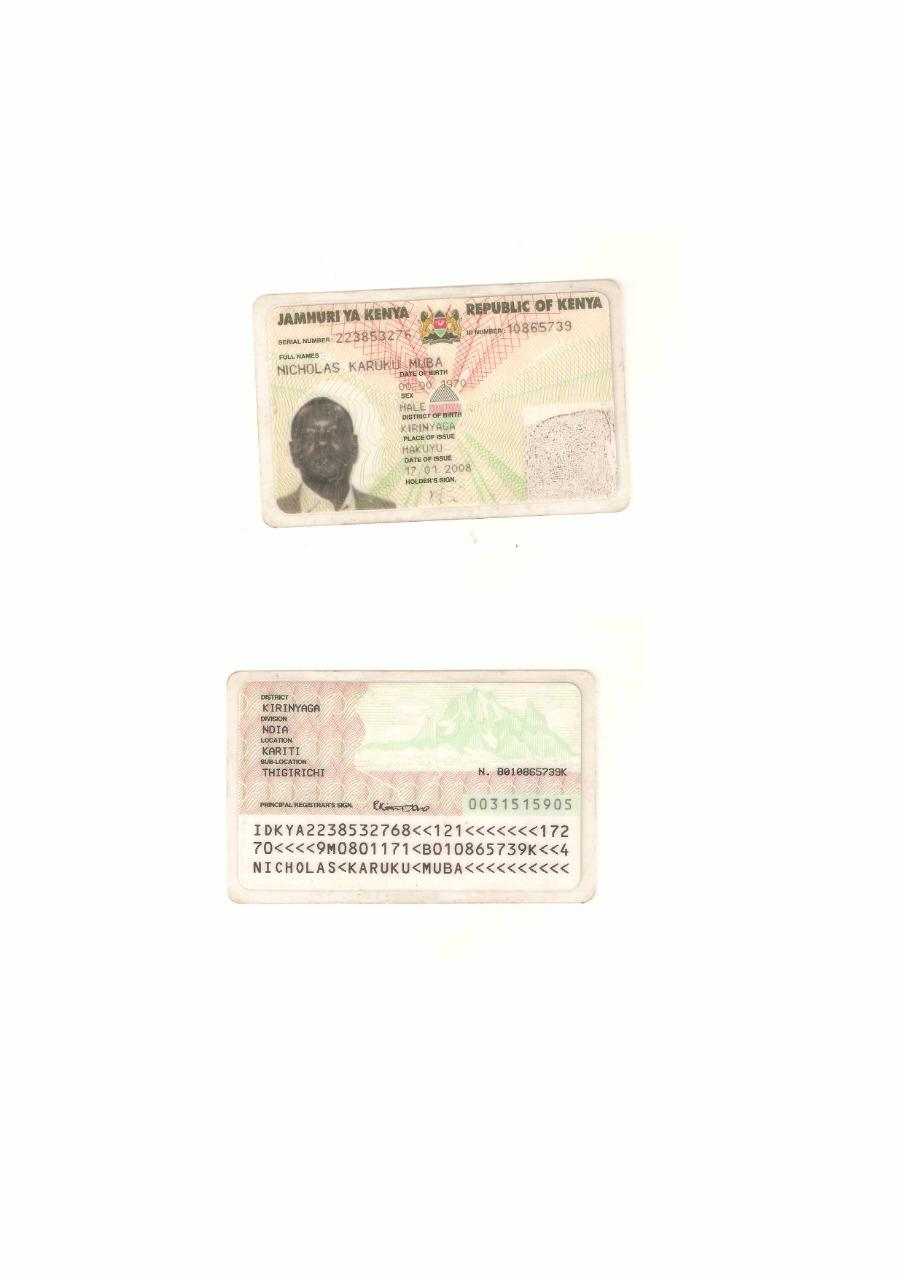 JAMHURI YA KENYA REPUBLIC OF KENYA
SERIAL NUMBER 223853276 ID NUMBER 10865739
FULL NAMES
NICHOLAS KARUKU MUBA
DATE OF BIRTH
00 00 1970
SEX
MALE
DISTRICT OF BIRTH
KIRINYAGA
PLACE OF ISSUE
MAKUYU
DATE OF ISSUE
17.01.2008
HOLDER'S SIGN.
DISTRICT
KIRINYAGA
DIVISION
NDIA
LOCATION
KARITI
SUB-LOCATION
THIGIRICHI
N. B010865739K
PRINCIPAL REGISTRAR'S SIGN.
0031515905
IDKYA2238532768<<121<<<<<<<172
70<<<<9M0801171<B010865739K<<4
NICHOLAS<KARUKU<MUBA<<<<<<<<<<